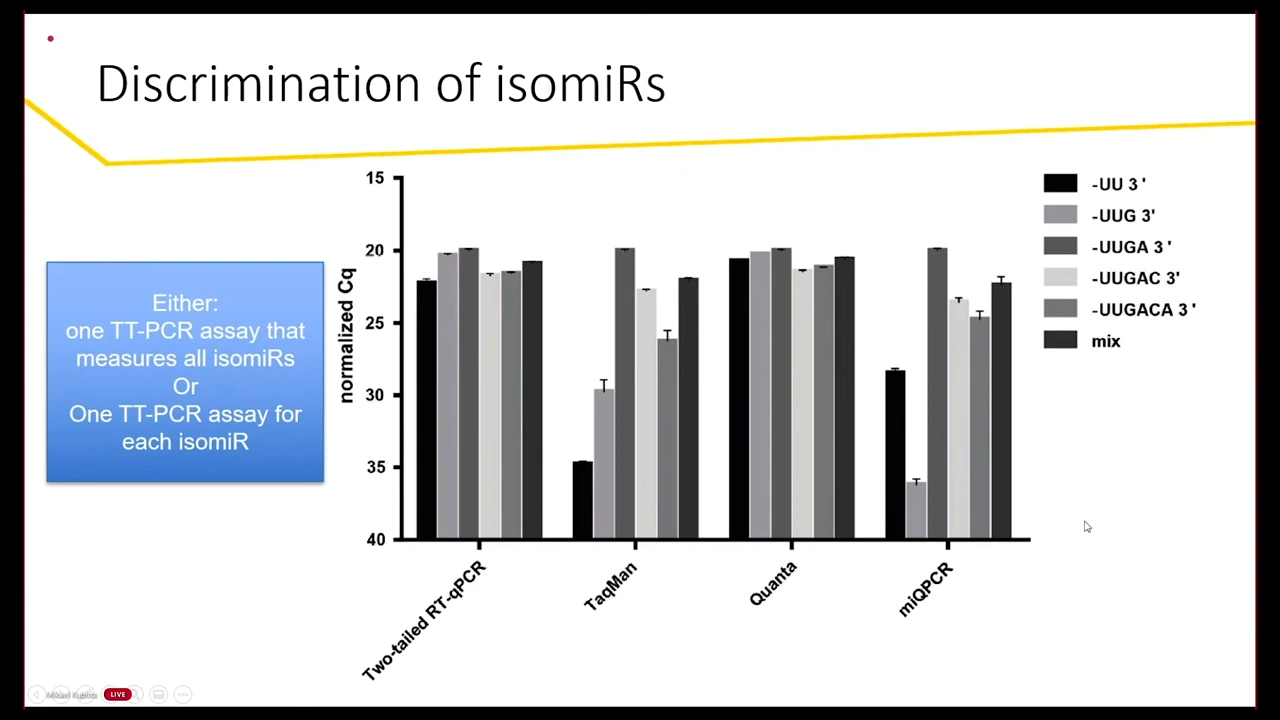 Discrimination of isomiRs
Either:
one TT-PCR assay that
measures all isomiRs
Or
One TT-PCR assay for
each isomiR
normalized Cq
15
20
25
30
35
40
Two-tailed RT-qPCR
TaqMan
Quanta
miQPCR
-UU 3 '
-UUG 3'
-UUGA 3 '
-UUGAC 3'
-UUGACA 3 '
mix
Mikael Kubista
LIVE